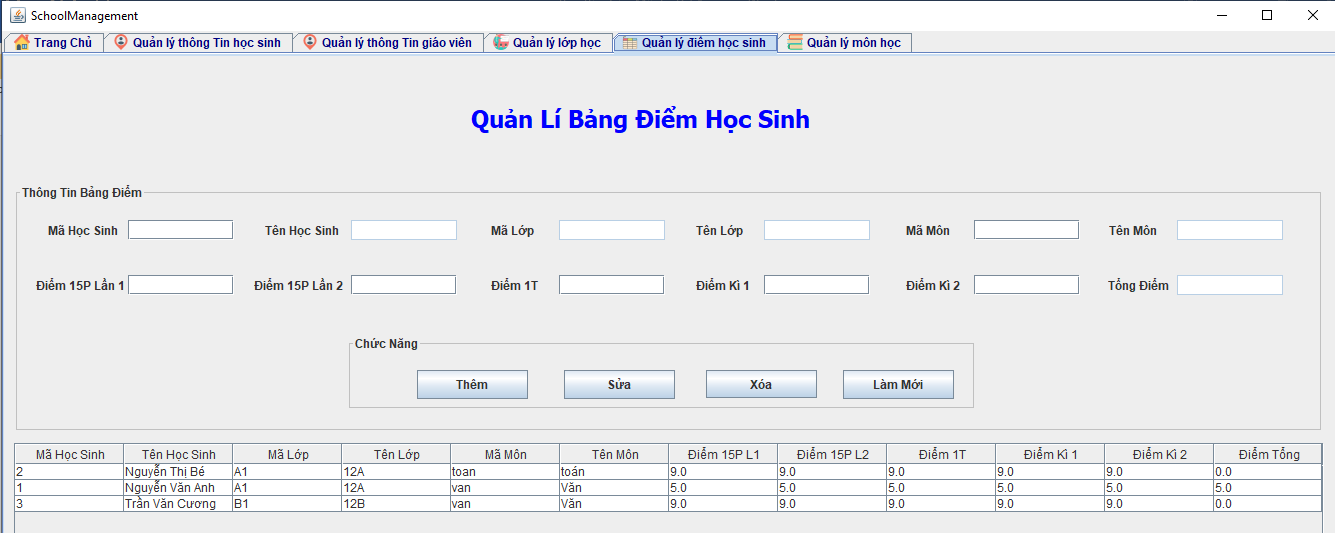 SchoolManagement
Trang Chủ Quản lý thông Tin học sinh Quản lý thông Tin giáo viên Quản lý lớp học Quản lý điểm học sinh Quản lý môn học
Quản Lí Bảng Điểm Học Sinh
Thông Tin Bảng Điểm
Mã Học Sinh Tên Học Sinh Mã Lớp Tên Lớp Mã Môn Tên Môn
Điểm 15P Lần 1 Điểm 15P Lần 2 Điểm 1T Điểm Kì 1 Điểm Kì 2 Tổng Điểm
Chức Năng
Thêm Sửa Xóa Làm Mới
Mã Học Sinh Tên Học Sinh Mã Lớp Tên Lớp Mã Môn Tên Môn Điểm 15P L1 Điểm 15P L2 Điểm 1T Điểm Kì 1 Điểm Kì 2 Điểm Tổng
2 Nguyễn Thị Bé A1 12A toan toán 9.0 9.0 9.0 9.0 9.0 0.0
1 Nguyễn Văn Anh A1 12A van Văn 5.0 5.0 5.0 5.0 5.0 5.0
3 Trần Văn Cương B1 12B van Văn 9.0 9.0 9.0 9.0 9.0 0.0